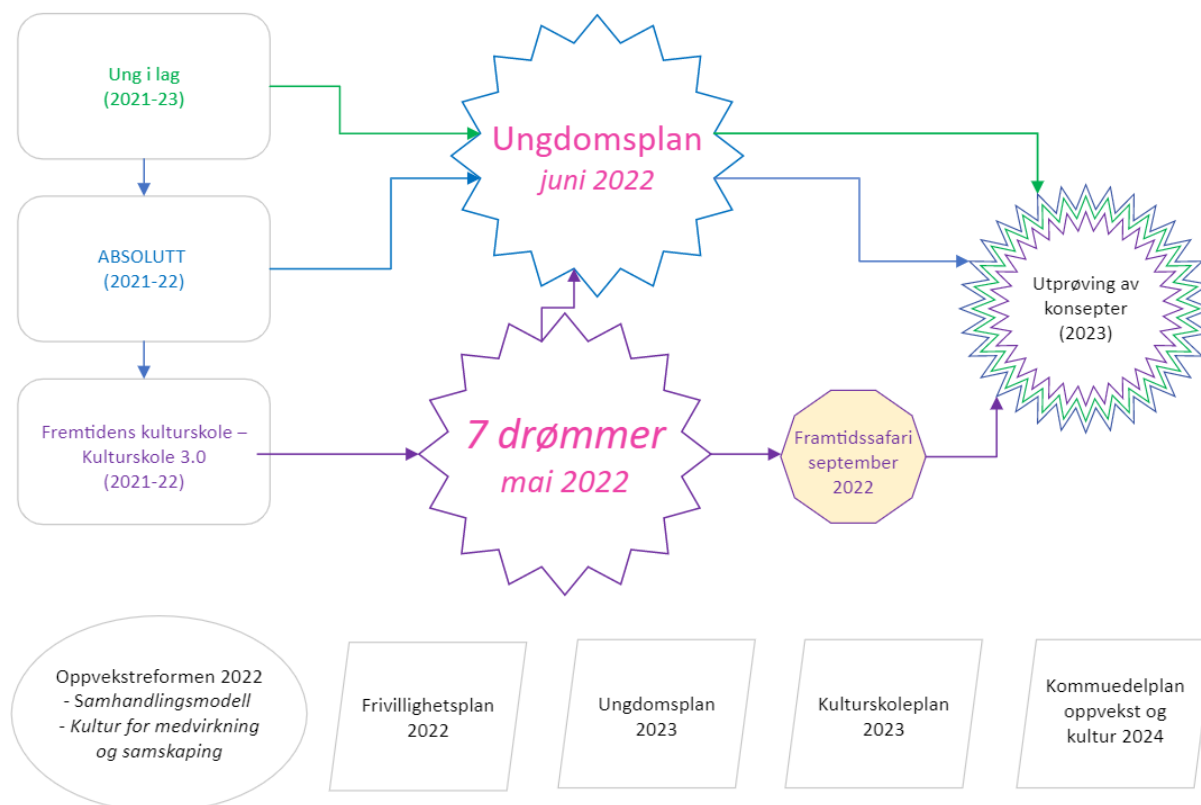 Ung i lag
(2021-23)
Ungdomsplan
juni 2022
ABSOLUTT
(2021-22)
Utprøving av
konsepter
(2023)
Fremtidens kulturskole –
Kulturskole 3.0
(2021-22)
7 drømmer
mai 2022
Framtidssafari
september
2022
Oppvekstreformen 2022
- Samhandlingsmodell
- Kultur for medvirkning
og samskaping
Frivillighetsplan
2022
Ungdomsplan
2023
Kulturskoleplan
2023
Kommuedelplan
oppvekst og
kultur 2024